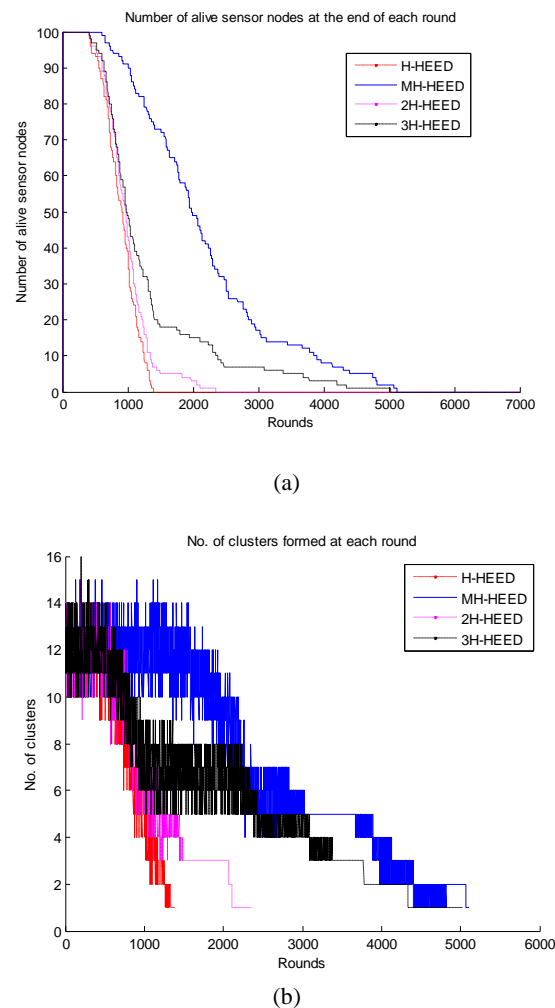 Number of alive sensor nodes at the end of each round
100
90
80
70
60
50
40
30
20
10
0
Number of alive sensor nodes
H-HEED
MH-HEED
2H-HEED
3H-HEED
0 1000 2000 3000 4000 5000 6000 7000
Rounds
(a)
No. of clusters formed at each round
16
14
12
10
8
6
4
2
0
No. of clusters
H-HEED
MH-HEED
2H-HEED
3H-HEED
0 1000 2000 3000 4000 5000 6000
Rounds
(b)